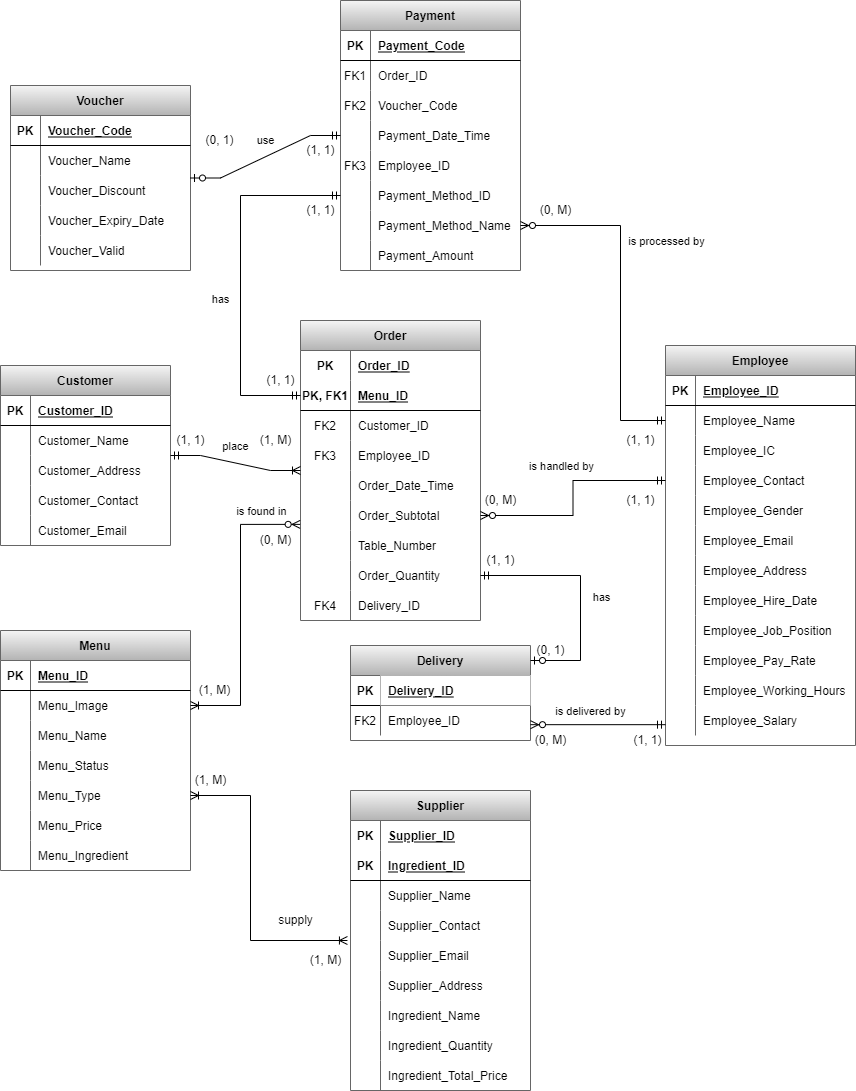 Payment
PK Payment_Code
FK1 Order_ID
FK2 Voucher_Code
Payment_Date_Time
FK3 Employee_ID
Payment_Method_ID
Payment_Method_Name
Payment_Amount
Voucher
PK Voucher_Code
Voucher_Name
Voucher_Discount
Voucher_Expiry_Date
Voucher_Valid
(0, 1)
use
(1, 1)
(1, 1)
has
(1, 1)
(0, M)
is processed by
(1, 1)
Order
PK Order_ID
PK, FK1 Menu_ID
FK2 Customer_ID
FK3 Employee_ID
Order_Date_Time
Order_Subtotal
Table_Number
Order_Quantity
FK4 Delivery_ID
Customer
PK Customer_ID
Customer_Name
Customer_Address
Customer_Contact
Customer_Email
(1, 1)
place
(1, M)
is found in
(0, M)
(1, M)
Employee
PK Employee_ID
Employee_Name
Employee_IC
Employee_Contact
Employee_Gender
Employee_Email
Employee_Address
Employee_Hire_Date
Employee_Job_Position
Employee_Pay_Rate
Employee_Working_Hours
Employee_Salary
is handled by
(0, M)
(1, 1)
(1, 1)
has
(0, 1)
Menu
PK Menu_ID
Menu_Image
Menu_Name
Menu_Status
Menu_Type
Menu_Price
Menu_Ingredient
Delivery
PK Delivery_ID
FK2 Employee_ID
is delivered by
(0, M)
(1, 1)
(1, M)
supply
(1, M)
Supplier
PK Supplier_ID
PK Ingredient_ID
Supplier_Name
Supplier_Contact
Supplier_Email
Supplier_Address
Ingredient_Name
Ingredient_Quantity
Ingredient_Total_Price